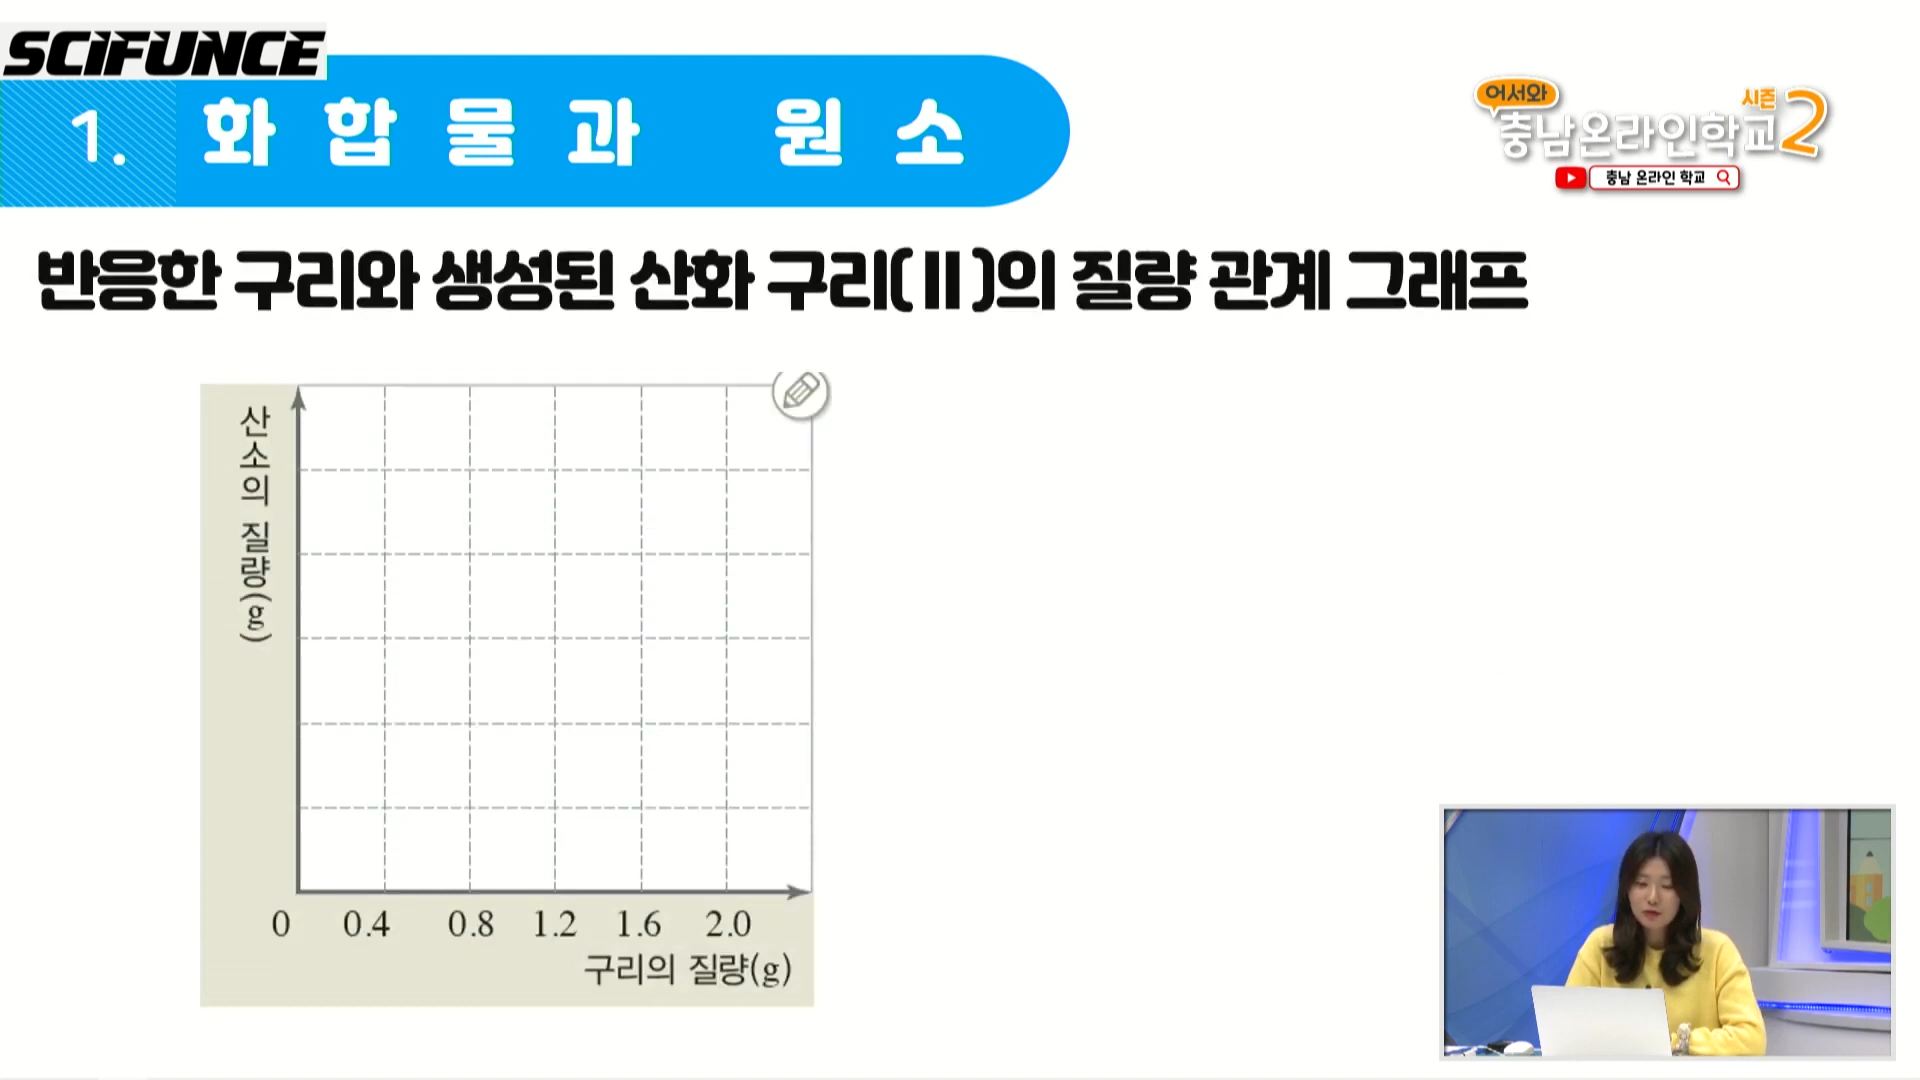 SCIFUNCE
1. 화합물과 원소
어서와
충남온라인학교 시즌2
충남 온라인 학교
반응한 구리와 생성된 산화 구리(Ⅱ)의 질량 관계 그래프
산소의 질량(g)
0 0.4 0.8 1.2 1.6 2.0
구리의 질량(g)